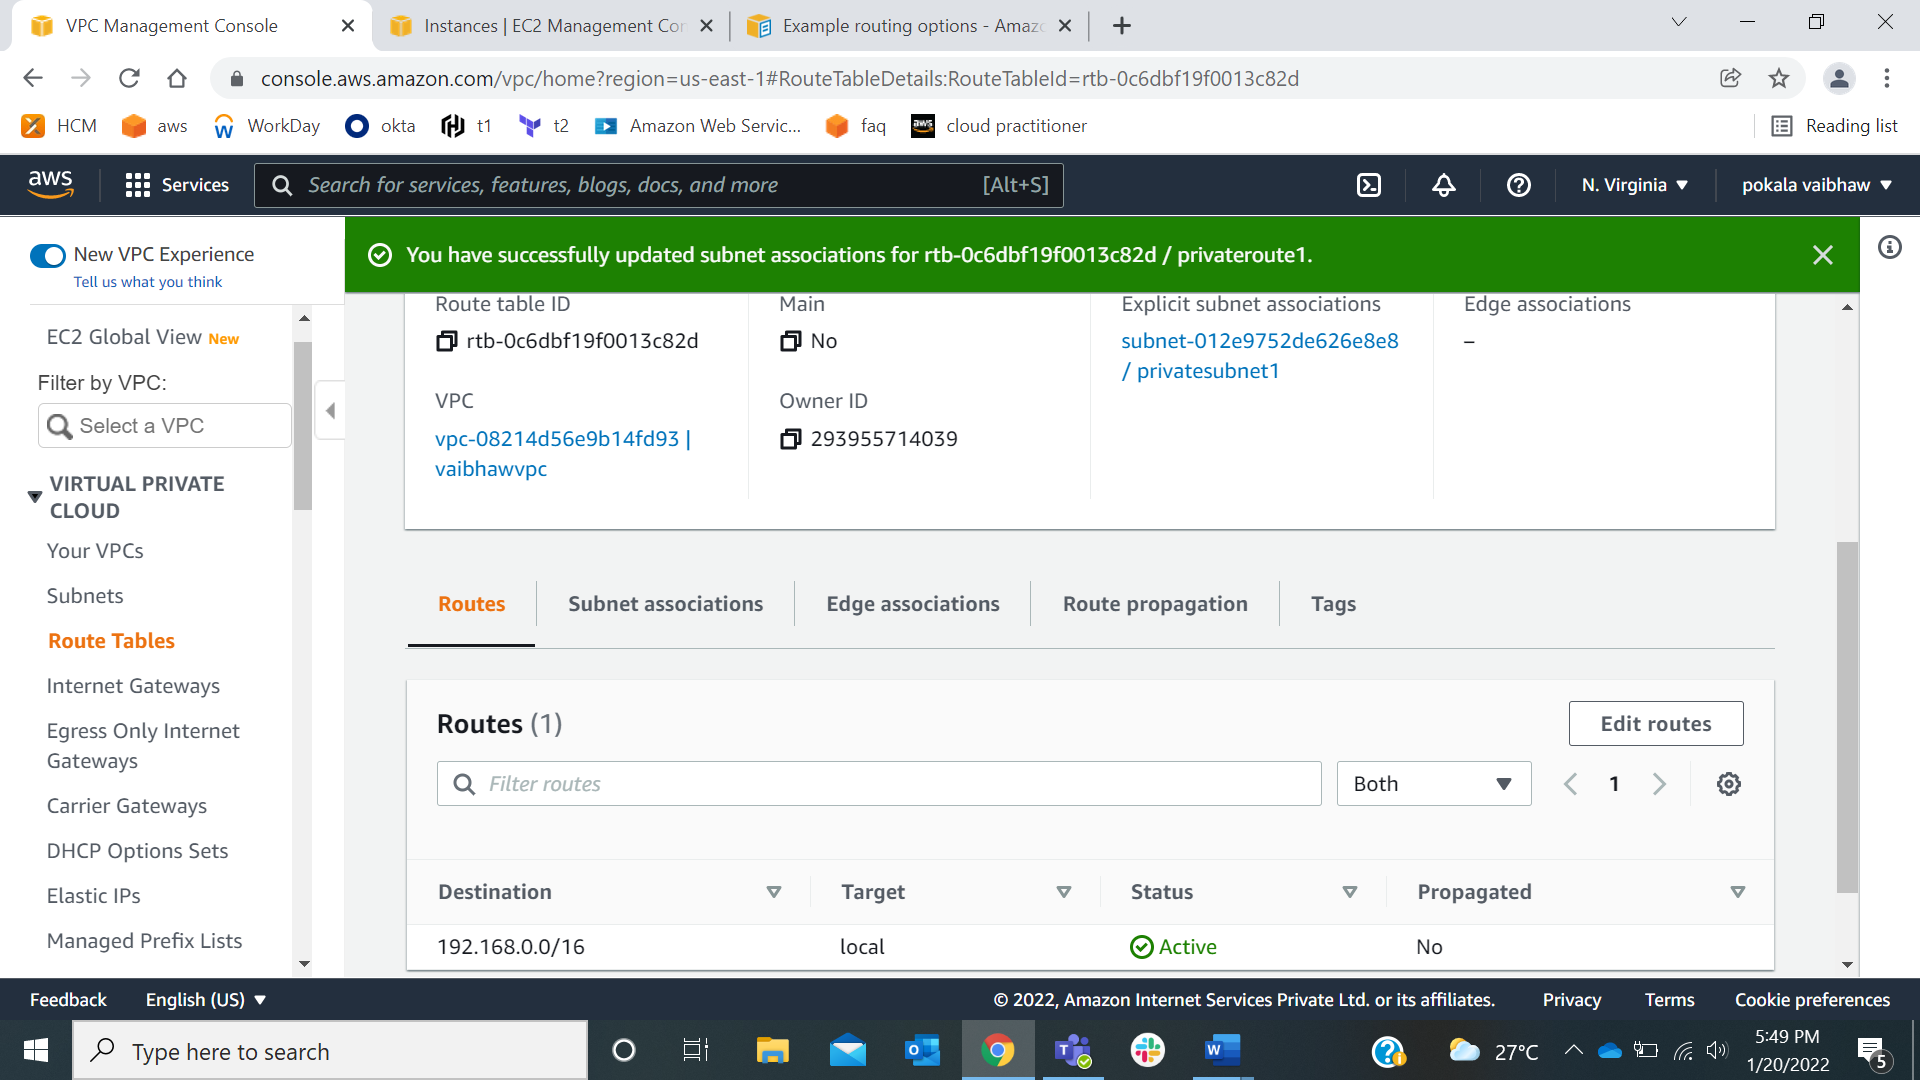 VPC Management Console
Instances | EC2 Management Cor
Example routing options - Amazo
console.aws.amazon.com/vpc/home?region=us-east-1#RouteTableDetails:RouteTableId=rtb-0c6dbf19f0013c82d
HCM
aws
WorkDay
okta
t1
t2
Amazon Web Servic...
faq
cloud practitioner
Reading list
aws
Services
Search for services, features, blogs, docs, and more
[Alt+S]
N. Virginia
pokala vaibhaw
New VPC Experience
Tell us what you think
You have successfully updated subnet associations for rtb-0c6dbf19f0013c82d / privateroute1.
EC2 Global View New
Filter by VPC:
Select a VPC
VIRTUAL PRIVATE
CLOUD
Your VPCs
Subnets
Route Tables
Internet Gateways
Egress Only Internet
Gateways
Carrier Gateways
DHCP Options Sets
Elastic IPs
Managed Prefix Lists
Route table ID
rtb-0c6dbf19f0013c82d
Main
No
Explicit subnet associations
subnet-012e9752de626e8e8
/ privatesubnet1
Edge associations
–
VPC
vpc-08214d56e9b14fd93 |
vaibhawvpc
Owner ID
293955714039
Routes
Subnet associations
Edge associations
Route propagation
Tags
Routes (1)
Edit routes
Filter routes
Both
1
Destination
Target
Status
Propagated
192.168.0.0/16
local
Active
No
Feedback
English (US)
© 2022, Amazon Internet Services Private Ltd. or its affiliates.
Privacy
Terms
Cookie preferences
Type here to search
27°C
5:49 PM
1/20/2022
5